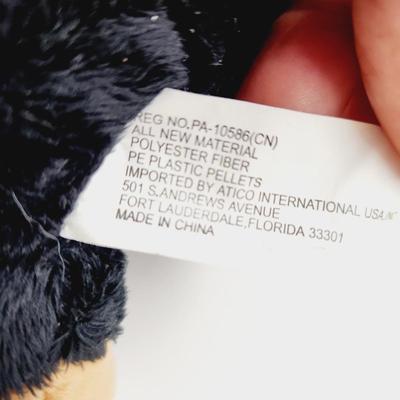 REG NO.PA-10586(CN)
ALL NEW MATERIAL
POLYESTER FIBER
PE PLASTIC PELLETS
IMPORTED BY ATICO INTERNATIONAL USA,INC
501 S.ANDREWS AVENUE
FORT LAUDERDALE,FLORIDA 33301
MADE IN CHINA